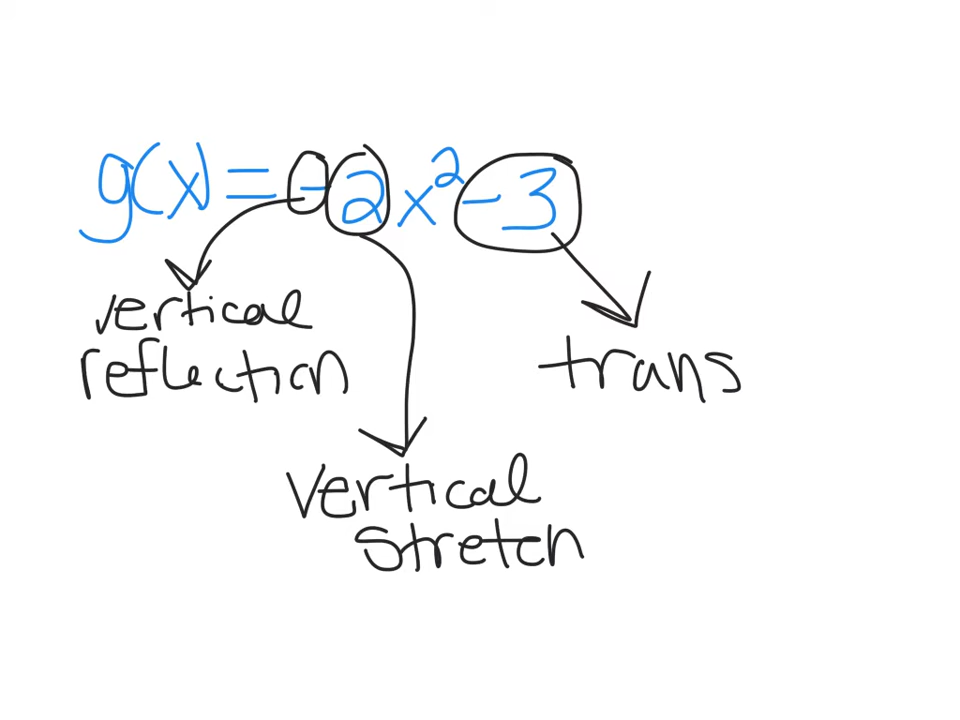 g(x) = -2x² - 3
vertical
reflection
trans
vertical
stretch